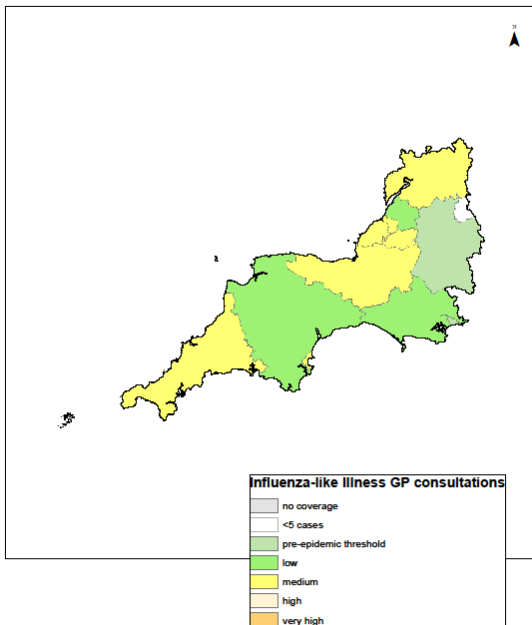 N
Influenza-like Illness GP consultations
no coverage
<5 cases
pre-epidemic threshold
low
medium
high
very high